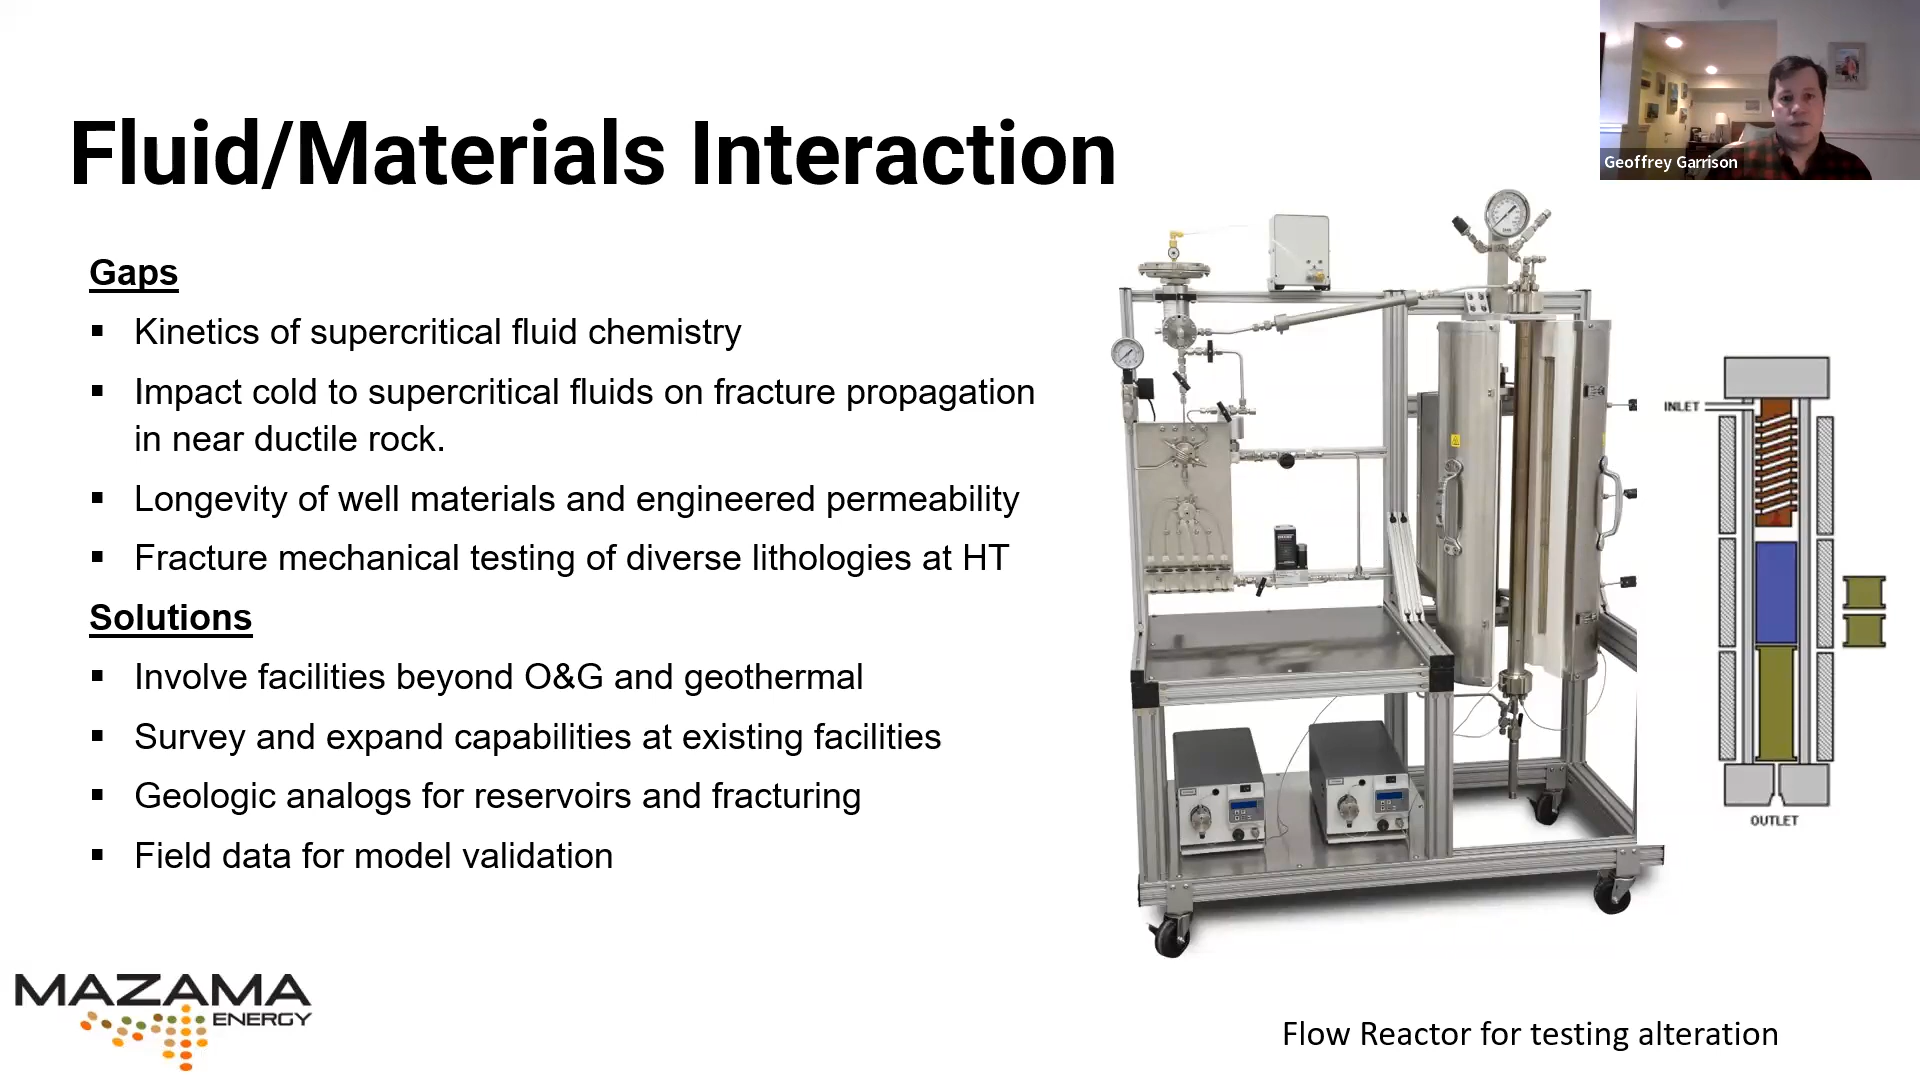 Geoffrey Garrison
Fluid/Materials Interaction
Gaps
▪ Kinetics of supercritical fluid chemistry
▪ Impact cold to supercritical fluids on fracture propagation
in near ductile rock.
▪ Longevity of well materials and engineered permeability
▪ Fracture mechanical testing of diverse lithologies at HT
Solutions
▪ Involve facilities beyond O&G and geothermal
▪ Survey and expand capabilities at existing facilities
▪ Geologic analogs for reservoirs and fracturing
▪ Field data for model validation
INLET
OUTLET
MAZAMA
ENERGY
Flow Reactor for testing alteration